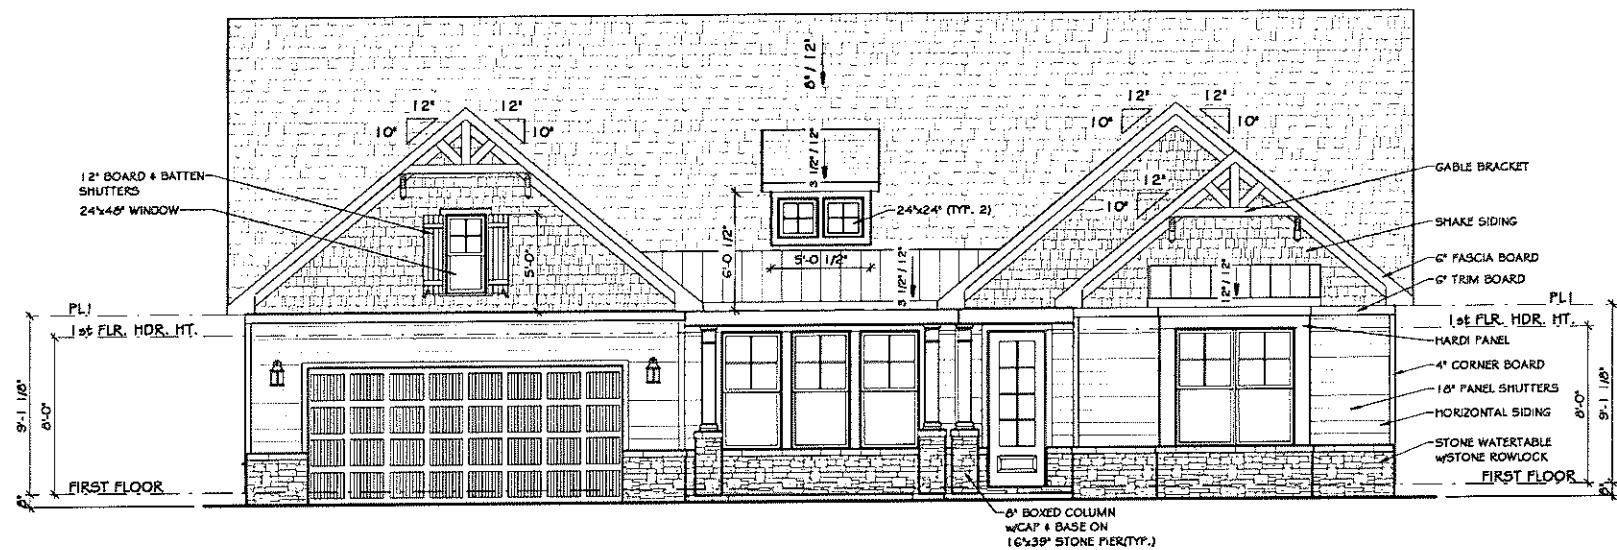 8" / 12"
12"
12"
10"
10"
12" BOARD & BATTEN
SHUTTERS
24"x48" WINDOW
5'-0"
3 1/2" / 12"
24"x24" (TYP. 2)
6'-0 1/2"
5'-0 1/2"
3 1/2" / 12"
12"
12"
10"
10"
12"
10"
12" / 12"
GABLE BRACKET
SHAKE SIDING
6" FASCIA BOARD
6" TRIM BOARD
PL1
1st FLR. HDR. HT.
PL1
1st FLR. HDR. HT.
HARDI PANEL
4" CORNER BOARD
18" PANEL SHUTTERS
HORIZONTAL SIDING
STONE WATERTABLE
W/STONE ROWLOCK
9'-1 1/8"
8'-0"
8'-0"
9'-1 1/8"
FIRST FLOOR
FIRST FLOOR
8"
8"
8" BOXED COLUMN
W/CAP & BASE ON
16"x39" STONE PIER(TYP.)